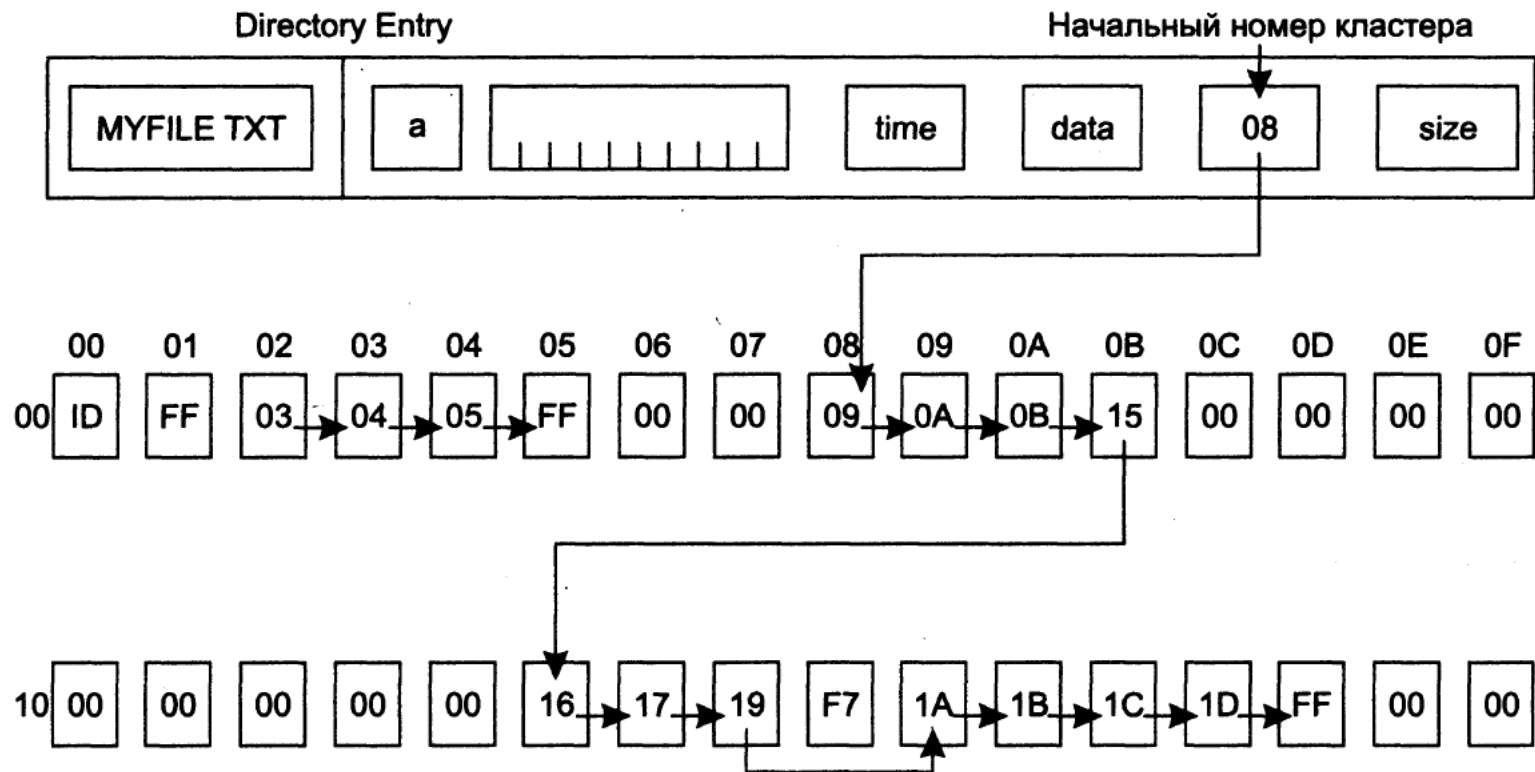 Directory Entry Начальный номер кластера
MYFILE TXT a time data 08 size
00 01 02 03 04 05 06 07 08 09 0A 0B 0C 0D 0E 0F
00 ID FF 03 04 05 FF 00 00 09 0A 0B 15 00 00 00 00
10 00 00 00 00 00 16 17 19 F7 1A 1B 1C 1D FF 00 00